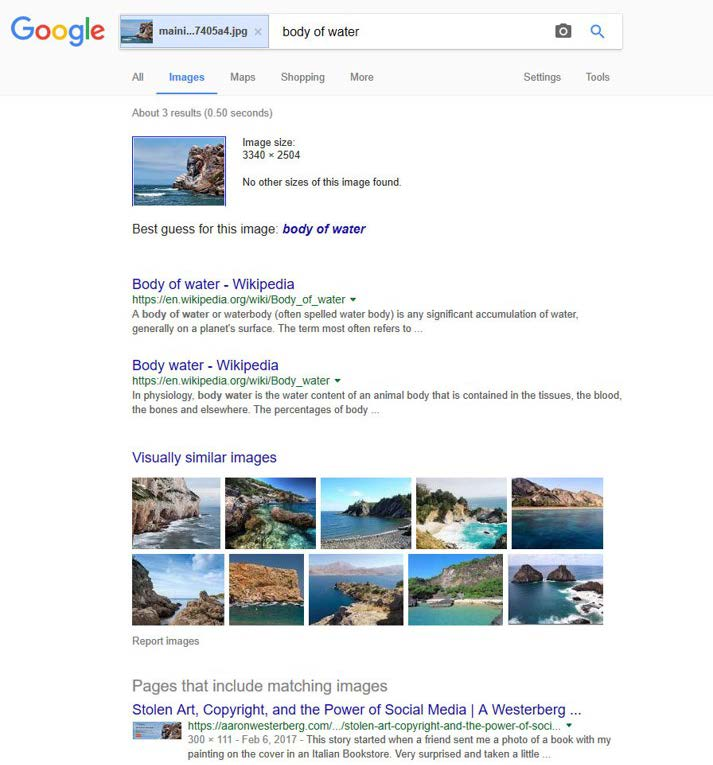 Google maini...7405a4.jpg × body of water
All Images Maps Shopping More Settings Tools
About 3 results (0.50 seconds)
Image size:
3340 × 2504
No other sizes of this image found.
Best guess for this image: body of water
Body of water - Wikipedia
https://en.wikipedia.org/wiki/Body_of_water
A body of water or waterbody (often spelled water body) is any significant accumulation of water,
generally on a planet's surface. The term most often refers to ...
Body water - Wikipedia
https://en.wikipedia.org/wiki/Body_water
In physiology, body water is the water content of an animal body that is contained in the tissues, the blood,
the bones and elsewhere. The percentages of body ...
Visually similar images
Report images
Pages that include matching images
Stolen Art, Copyright, and the Power of Social Media | A Westerberg ...
https://aaronwesterberg.com/.../stolen-art-copyright-and-the-power-of-soci...
300 × 111 - Feb 6, 2017 - This story started when a friend sent me a photo of a book with my
painting on the cover in an Italian Bookstore. Very surprised and taken a little ...